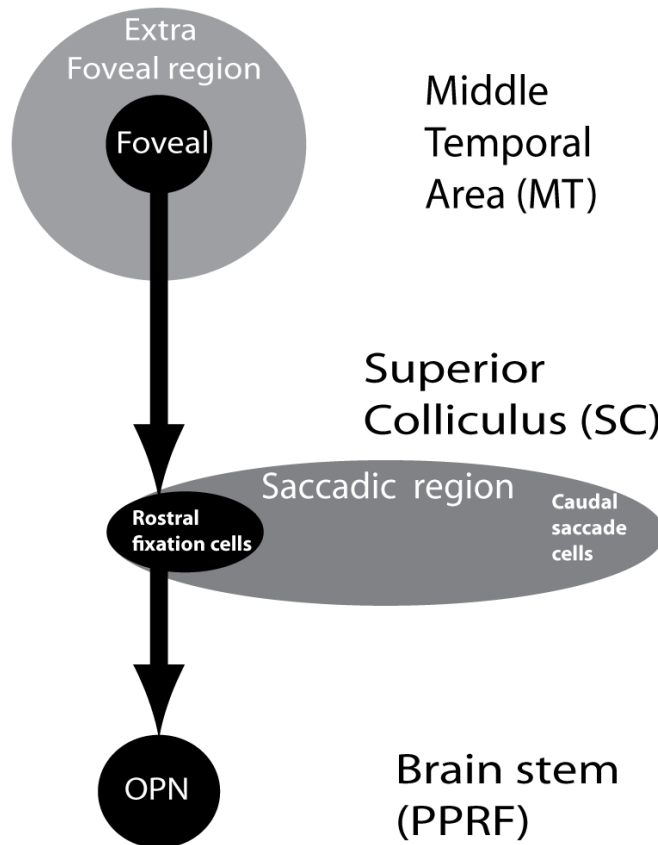 Extra
Foveal region
Foveal
Middle
Temporal
Area (MT)
Superior
Colliculus (SC)
Saccadic region
Rostral
fixation cells
Caudal
saccade
cells
OPN
Brain stem
(PPRF)